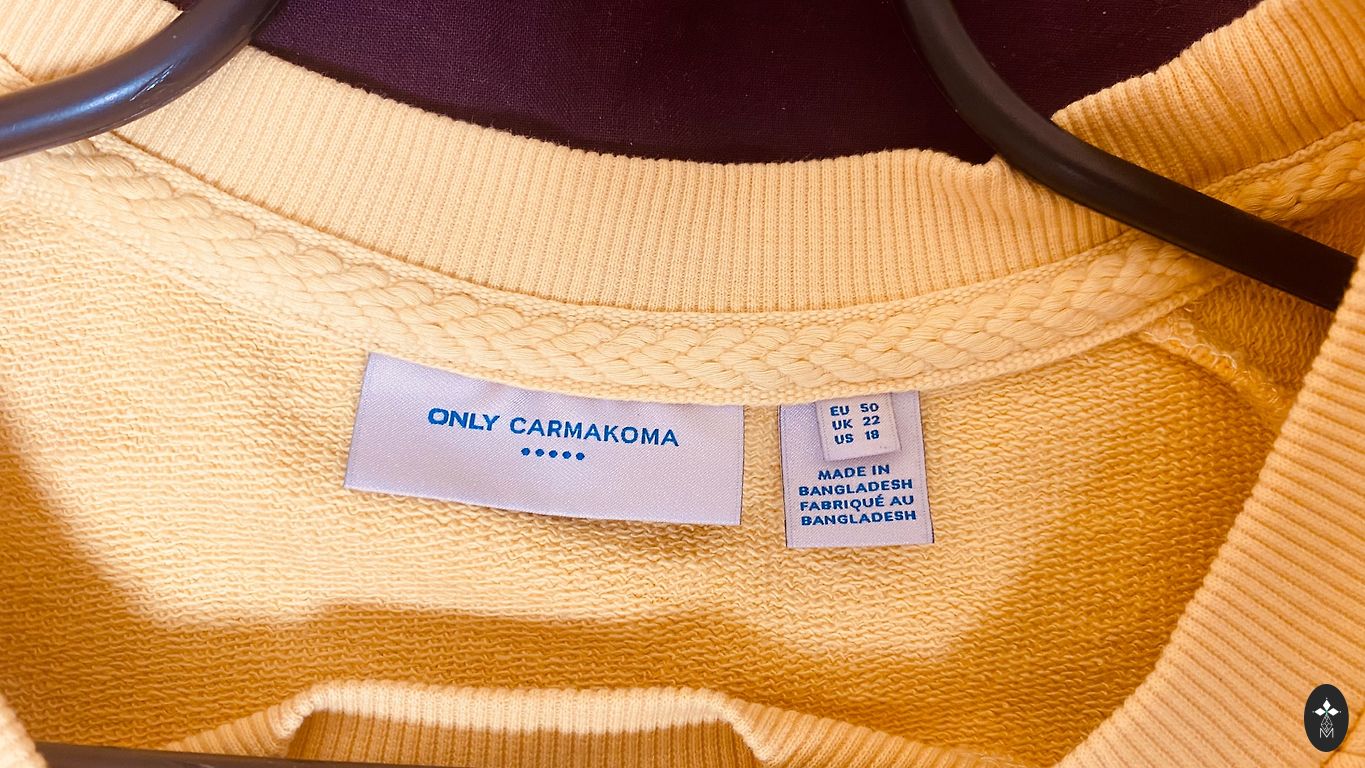 ONLY CARMAKOMA
EU 50
UK 22
US 18
MADE IN
BANGLADESH
FABRIQUÉ AU
BANGLADESH
M